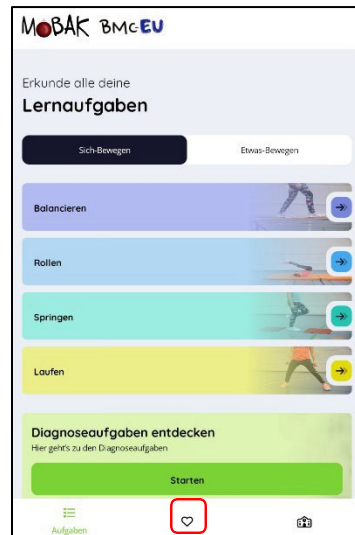 MOBAK BMC-EU
Erkunde alle deine
Lernaufgaben
Sich-Bewegen Etwas-Bewegen
Balancieren
Rollen
Springen
Laufen
Diagnoseaufgaben entdecken
Hier geht's zu den Diagnoseaufgaben
Starten
Aufgaben